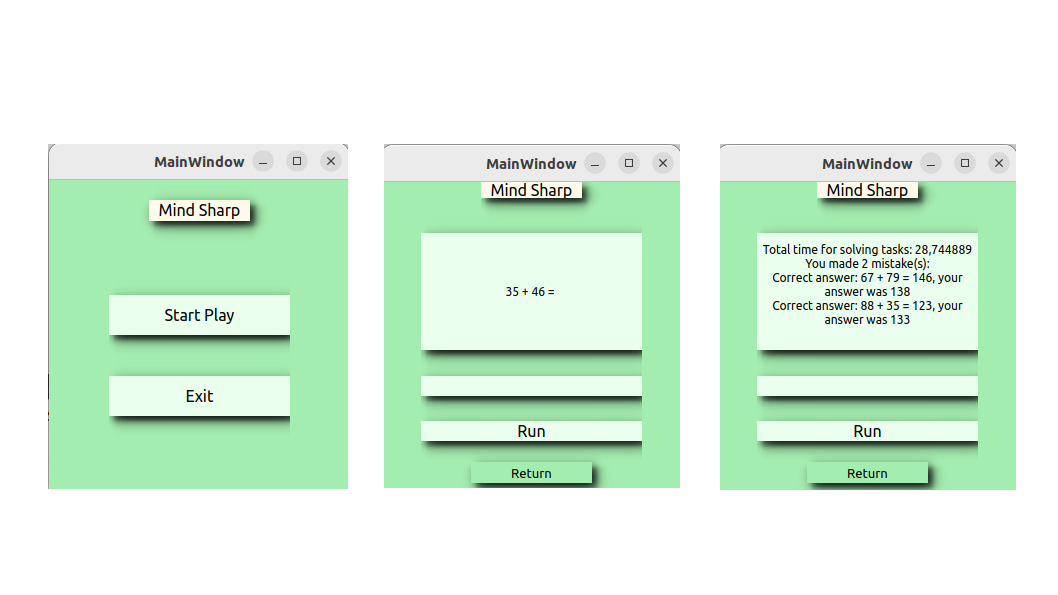 MainWindow
Mind Sharp
Start Play
Exit
MainWindow
Mind Sharp
35 + 46 =
Run
Return
MainWindow
Mind Sharp
Total time for solving tasks: 28,744889
You made 2 mistake(s):
Correct answer: 67 + 79 = 146, your
answer was 138
Correct answer: 88 + 35 = 123, your
answer was 133
Run
Return